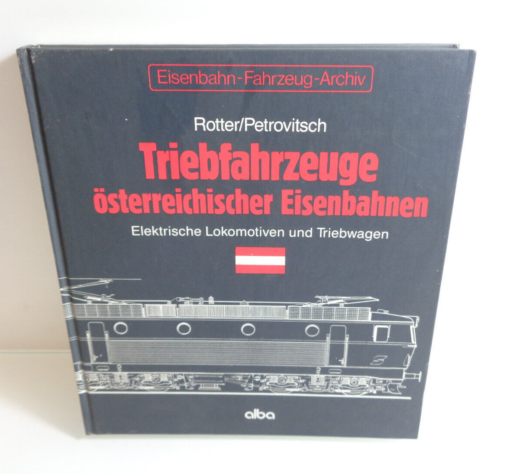 Eisenbahn-Fahrzeug-Archiv
Rotter/Petrovitsch
Triebfahrzeuge
österreichischer Eisenbahnen
Elektrische Lokomotiven und Triebwagen
alba